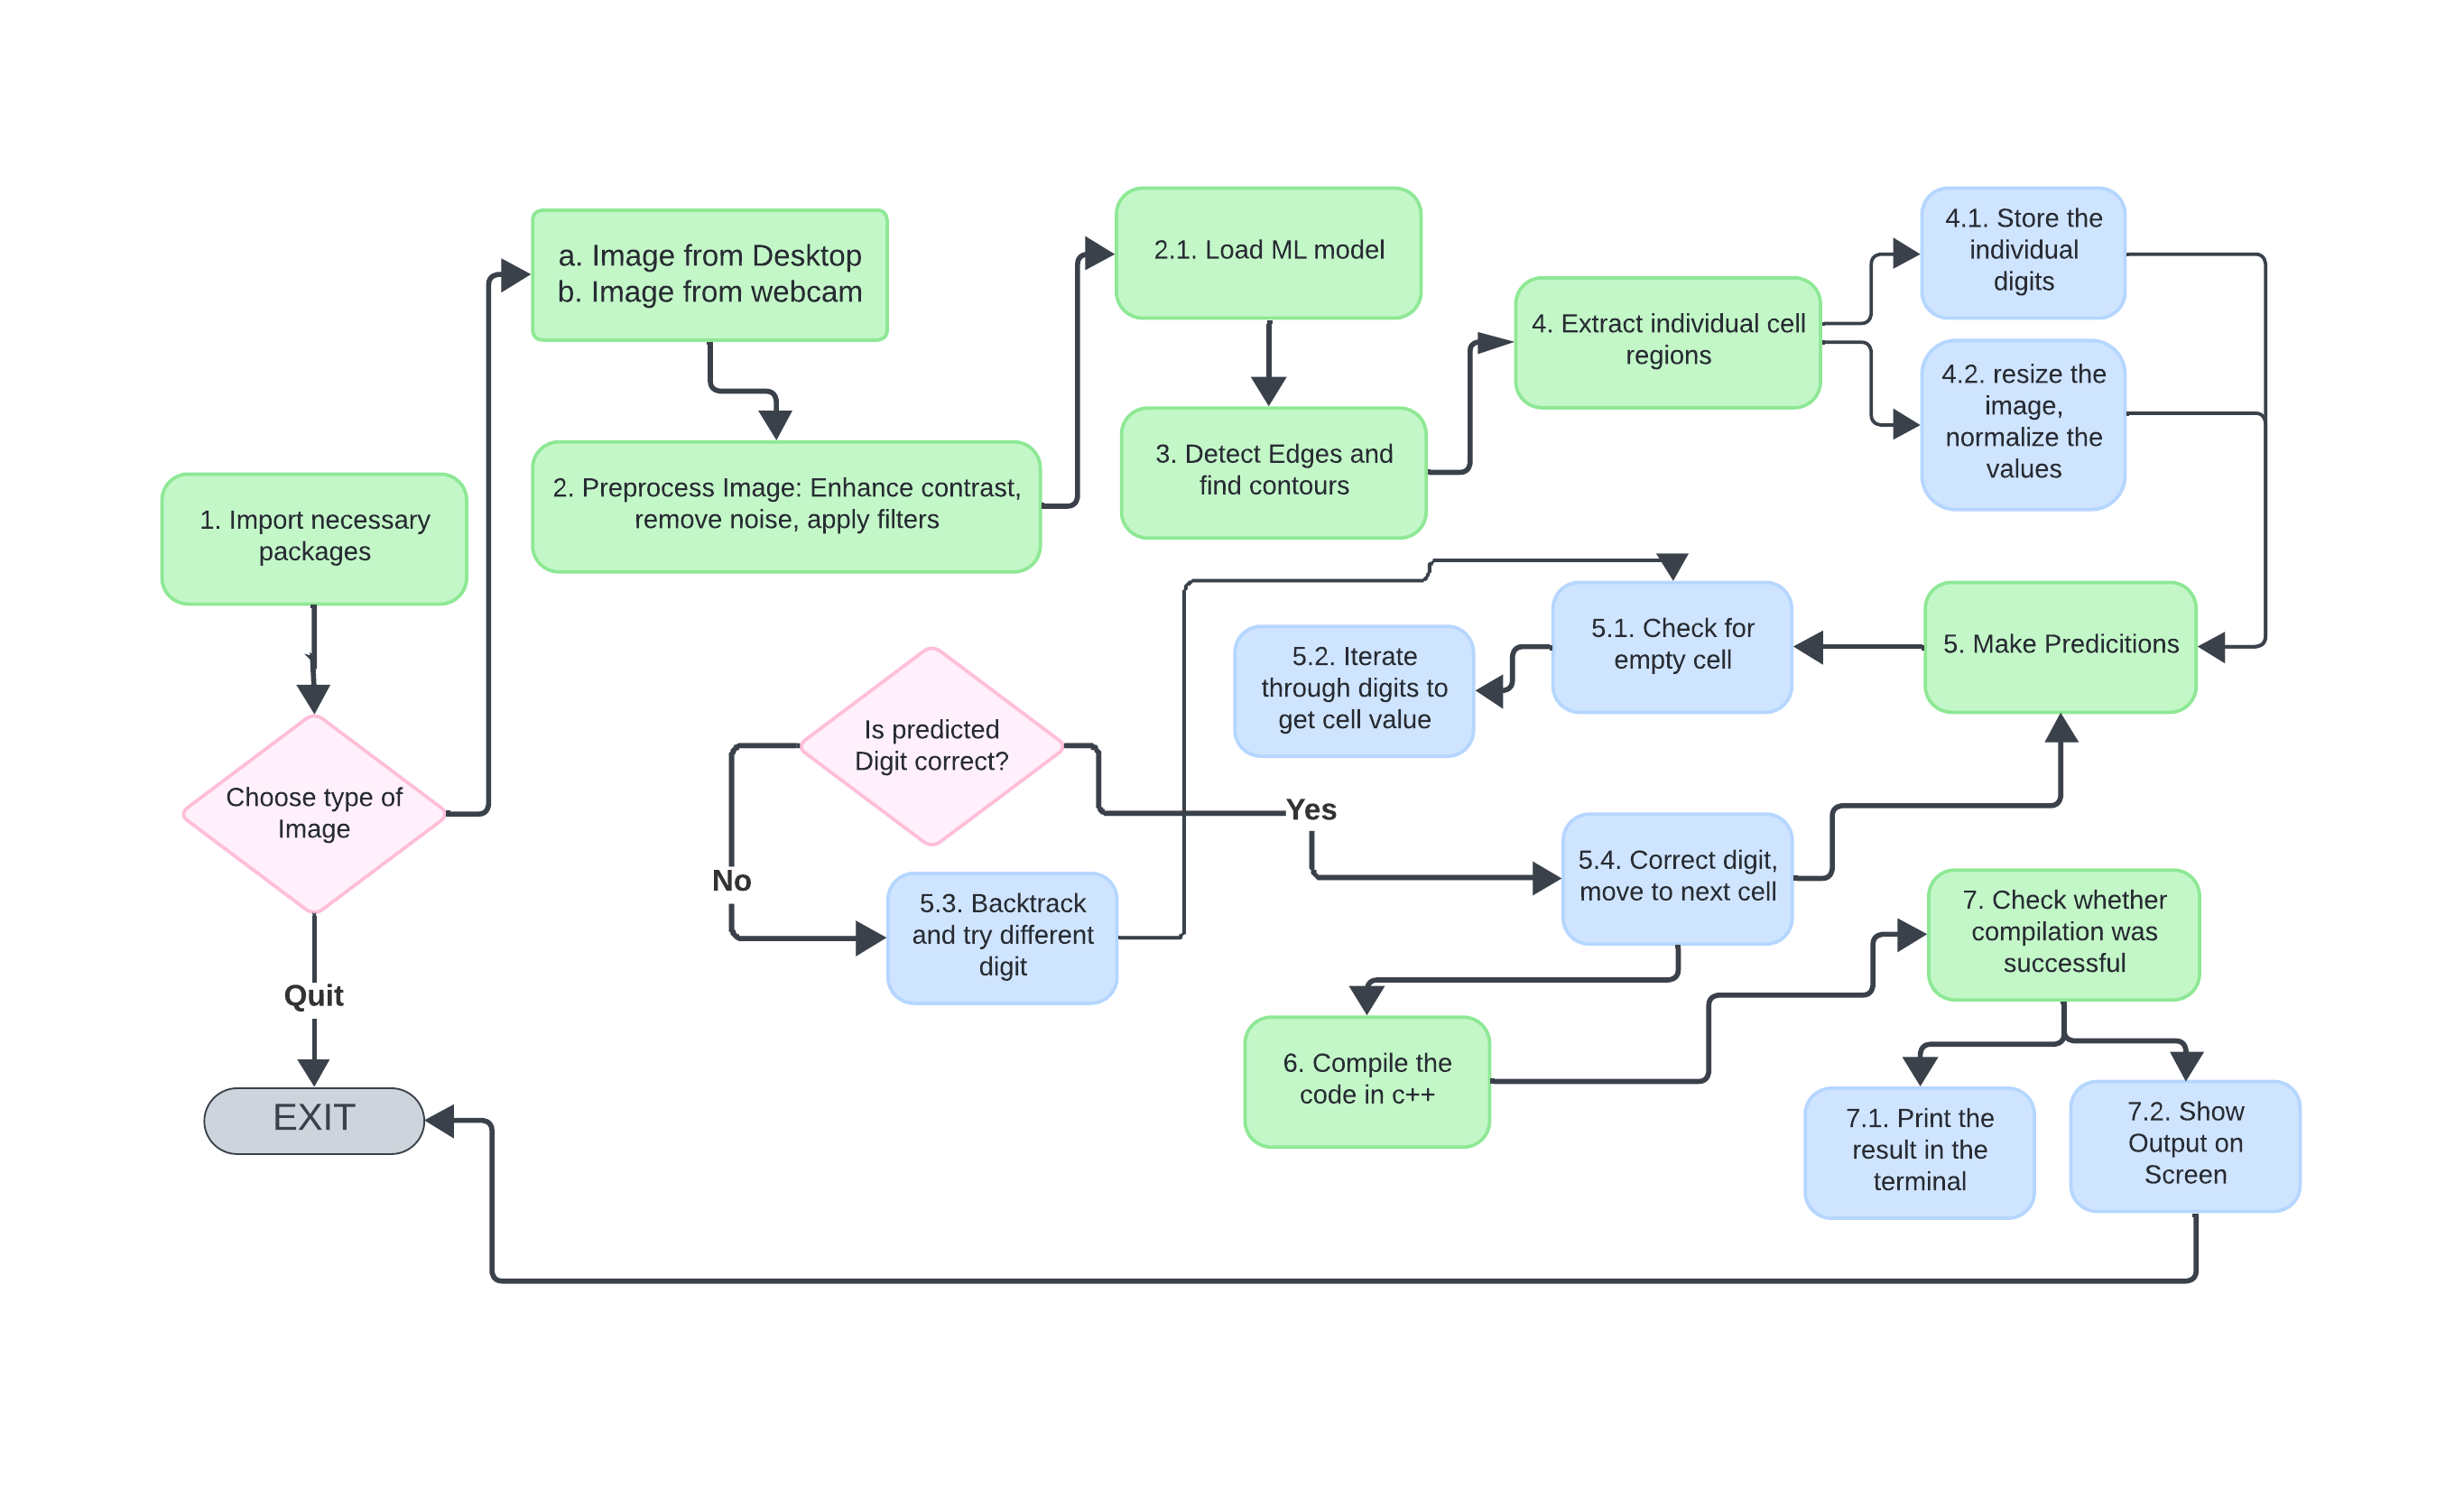 1. Import necessary
packages
Choose type of
Image
Quit
EXIT
a. Image from Desktop
b. Image from webcam
2. Preprocess Image: Enhance contrast,
remove noise, apply filters
2.1. Load ML model
3. Detect Edges and
find contours
4. Extract individual cell
regions
4.1. Store the
individual
digits
4.2. resize the
image,
normalize the
values
5. Make Predicitions
5.1. Check for
empty cell
5.2. Iterate
through digits to
get cell value
Is predicted
Digit correct?
No
Yes
5.3. Backtrack
and try different
digit
5.4. Correct digit,
move to next cell
6. Compile the
code in c++
7. Check whether
compilation was
successful
7.1. Print the
result in the
terminal
7.2. Show
Output on
Screen